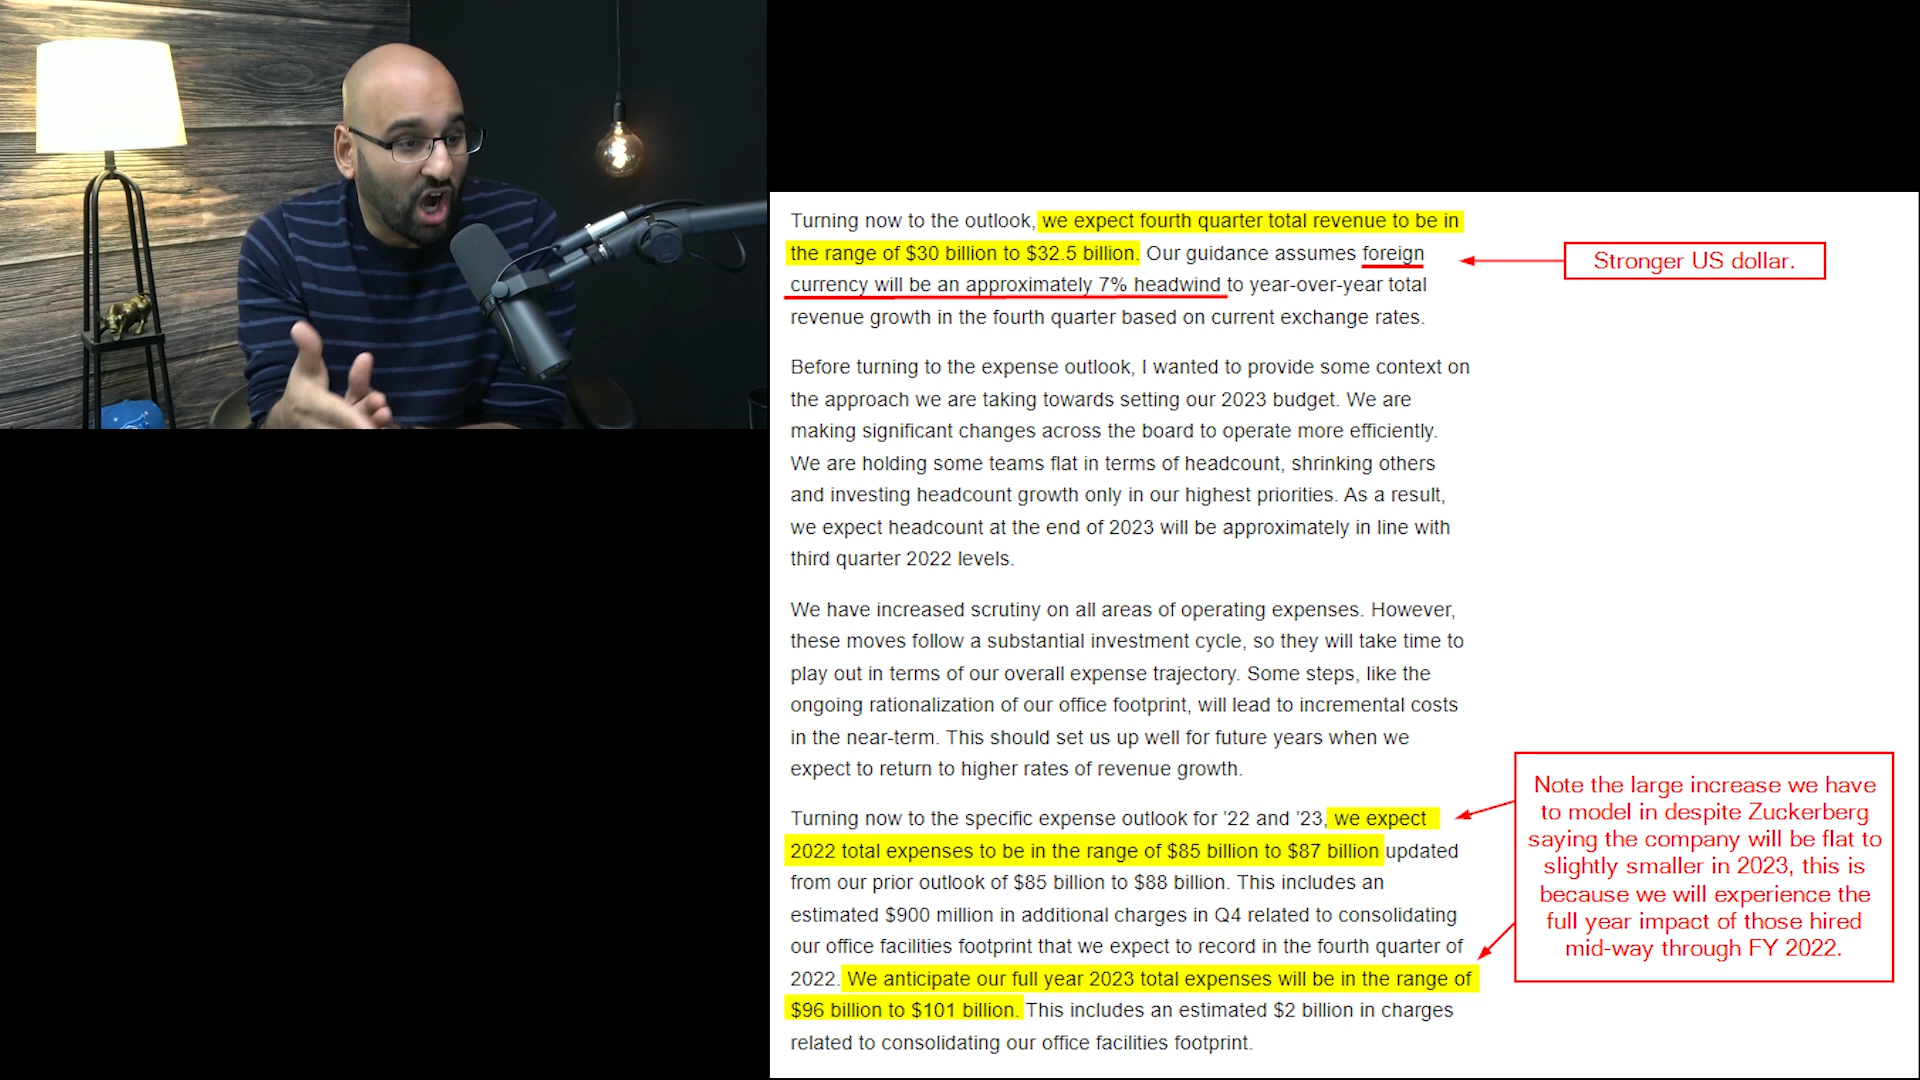 Turning now to the outlook, we expect fourth quarter total revenue to be in
the range of $30 billion to $32.5 billion. Our guidance assumes foreign
currency will be an approximately 7% headwind to year-over-year total
revenue growth in the fourth quarter based on current exchange rates.
Stronger US dollar.
Before turning to the expense outlook, I wanted to provide some context on
the approach we are taking towards setting our 2023 budget. We are
making significant changes across the board to operate more efficiently.
We are holding some teams flat in terms of headcount, shrinking others
and investing headcount growth only in our highest priorities. As a result,
we expect headcount at the end of 2023 will be approximately in line with
third quarter 2022 levels.
We have increased scrutiny on all areas of operating expenses. However,
these moves follow a substantial investment cycle, so they will take time to
play out in terms of our overall expense trajectory. Some steps, like the
ongoing rationalization of our office footprint, will lead to incremental costs
in the near-term. This should set us up well for future years when we
expect to return to higher rates of revenue growth.
Turning now to the specific expense outlook for ’22 and ’23, we expect
2022 total expenses to be in the range of $85 billion to $87 billion updated
from our prior outlook of $85 billion to $88 billion. This includes an
estimated $900 million in additional charges in Q4 related to consolidating
our office facilities footprint that we expect to record in the fourth quarter of
2022. We anticipate our full year 2023 total expenses will be in the range of
$96 billion to $101 billion. This includes an estimated $2 billion in charges
related to consolidating our office facilities footprint.
Note the large increase we have
to model in despite Zuckerberg
saying the company will be flat to
slightly smaller in 2023, this is
because we will experience the
full year impact of those hired
mid-way through FY 2022.